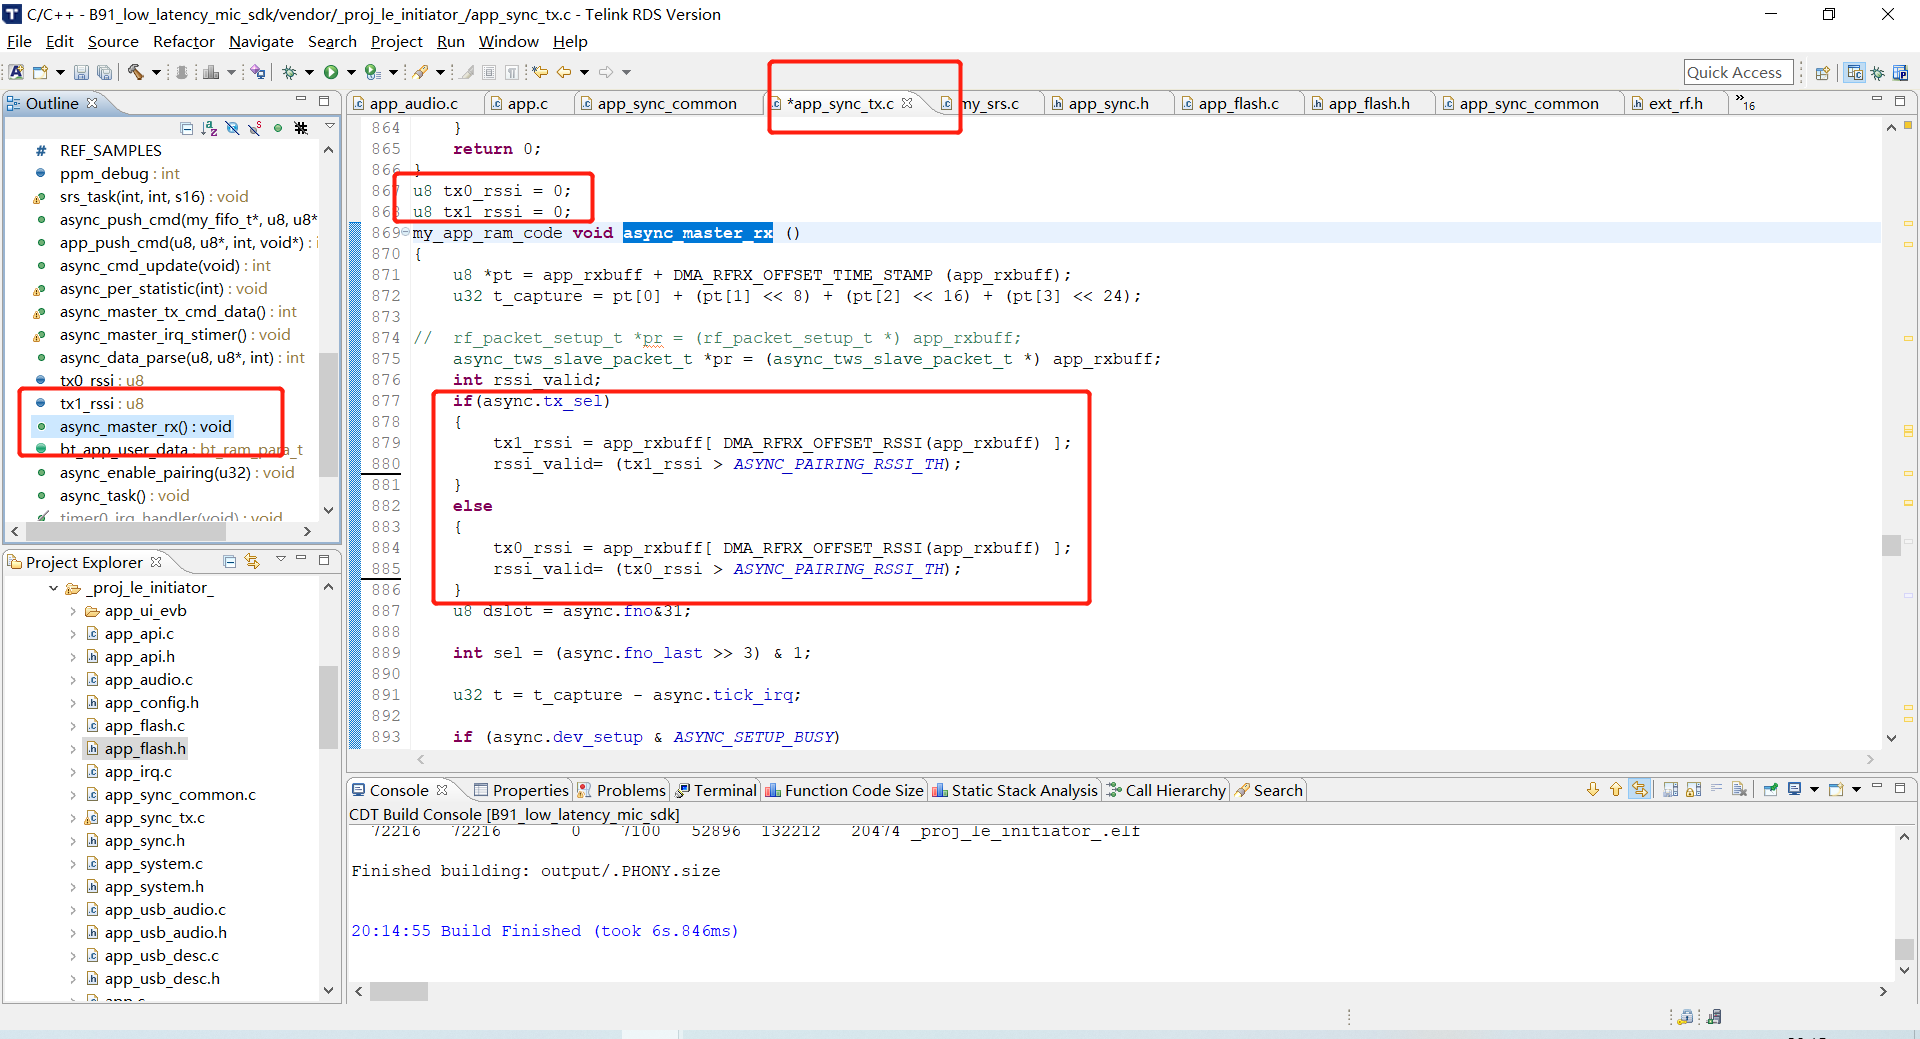 C/C++ - B91_low_latency_mic_sdk/vendor/_proj_le_initiator_/app_sync_tx.c - Telink RDS Version
File Edit Source Refactor Navigate Search Project Run Window Help
Quick Access
Outline
REF_SAMPLES
ppm_debug : int
srs_task(int, int, s16) : void
async_push_cmd(my_fifo_t*, u8, u8*
app_push_cmd(u8, u8*, int, void*) : i
async_cmd_update(void) : int
async_per_statistic(int) : void
async_master_tx_cmd_data() : int
async_master_irq_stimer() : void
async_data_parse(u8, u8*, int) : int
tx0_rssi : u8
tx1_rssi : u8
async_master_rx() : void
bt_app_user_data : bt_ram_para_t
async_enable_pairing(u32) : void
async_task() : void
timer0_irq_handler(void) : void
Project Explorer
_proj_le_initiator_
app_ui_evb
app_api.c
app_api.h
app_audio.c
app_config.h
app_flash.c
app_flash.h
app_irq.c
app_sync_common.c
app_sync_tx.c
app_sync.h
app_system.c
app_system.h
app_usb_audio.c
app_usb_audio.h
app_usb_desc.c
app_usb_desc.h
app.c
app_audio.c app.c app_sync_common *app_sync_tx.c my_srs.c app_sync.h app_flash.c app_flash.h app_sync_common ext_rf.h »16
864 }
865 return 0;
866 }
867 u8 tx0_rssi = 0;
868 u8 tx1_rssi = 0;
869 my_app_ram_code void async_master_rx ()
870 {
871 u8 *pt = app_rxbuff + DMA_RFRX_OFFSET_TIME_STAMP (app_rxbuff);
872 u32 t_capture = pt[0] + (pt[1] << 8) + (pt[2] << 16) + (pt[3] << 24);
873
874 // rf_packet_setup_t *pr = (rf_packet_setup_t *) app_rxbuff;
875 async_tws_slave_packet_t *pr = (async_tws_slave_packet_t *) app_rxbuff;
876 int rssi_valid;
877 if(async.tx_sel)
878 {
879 tx1_rssi = app_rxbuff[ DMA_RFRX_OFFSET_RSSI(app_rxbuff) ];
880 rssi_valid= (tx1_rssi > ASYNC_PAIRING_RSSI_TH);
881 }
882 else
883 {
884 tx0_rssi = app_rxbuff[ DMA_RFRX_OFFSET_RSSI(app_rxbuff) ];
885 rssi_valid= (tx0_rssi > ASYNC_PAIRING_RSSI_TH);
886 }
887 u8 dslot = async.fno&31;
888
889 int sel = (async.fno_last >> 3) & 1;
890
891 u32 t = t_capture - async.tick_irq;
892
893 if (async.dev_setup & ASYNC_SETUP_BUSY)
Console Properties Problems Terminal Function Code Size Static Stack Analysis Call Hierarchy Search
CDT Build Console [B91_low_latency_mic_sdk]
72216 72216 0 7100 52896 132212 20474 _proj_le_initiator_.elf
Finished building: output/.PHONY.size
20:14:55 Build Finished (took 6s.846ms)